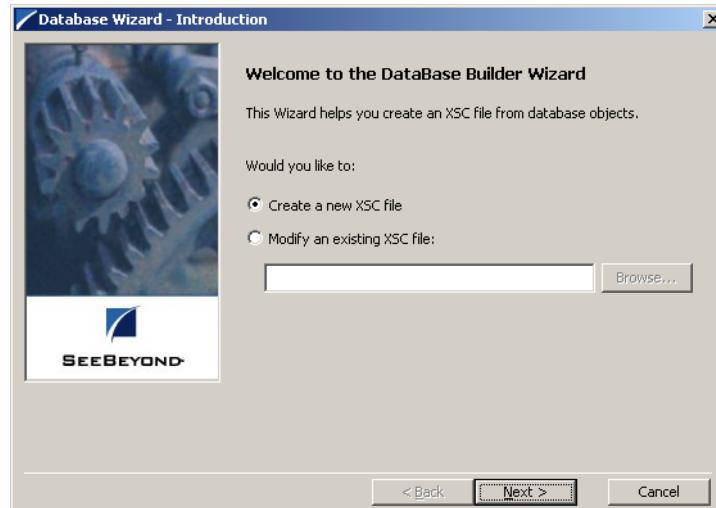 Database Wizard - Introduction
Welcome to the DataBase Builder Wizard
This Wizard helps you create an XSC file from database objects.
Would you like to:
Create a new XSC file
Modify an existing XSC file:
Browse...
SEEBEYOND
< Back
Next >
Cancel